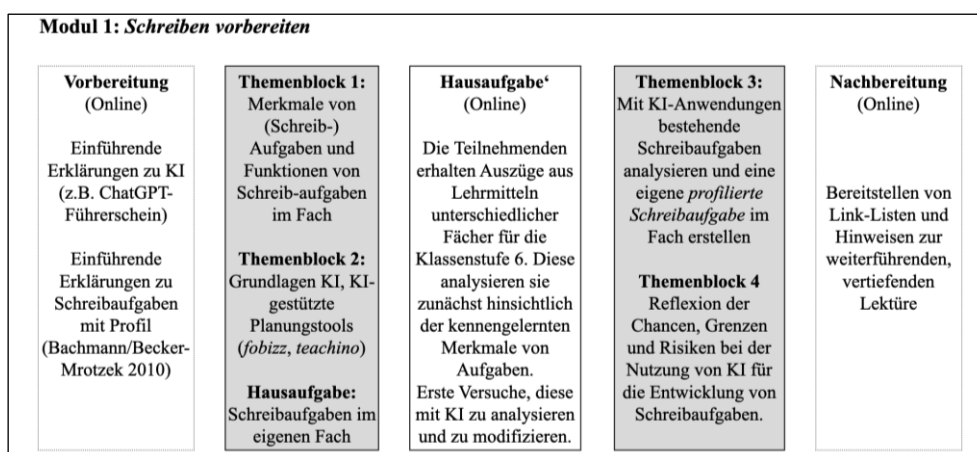 Modul 1: Schreiben vorbereiten
Vorbereitung
(Online)
Einführende
Erklärungen zu KI
(z.B. ChatGPT-
Führerschein)
Einführende
Erklärungen zu
Schreibaufgaben
mit Profil
(Bachmann/Becker-
Mrotzek 2010)
Themenblock 1:
Merkmale von
(Schreib-)
Aufgaben und
Funktionen von
Schreib-aufgaben
im Fach
Themenblock 2:
Grundlagen KI, KI-
gestützte
Planungstools
(fobizz, teachino)
Hausaufgabe:
Schreibaufgaben im
eigenen Fach
Hausaufgabe‘
(Online)
Die Teilnehmenden
erhalten Auszüge aus
Lehrmitteln
unterschiedlicher
Fächer für die
Klassenstufe 6. Diese
analysieren sie
zunächst hinsichtlich
der kennengelernten
Merkmale von
Aufgaben.
Erste Versuche, diese
mit KI zu analysieren
und zu modifizieren.
Themenblock 3:
Mit KI-Anwendungen
bestehende
Schreibaufgaben
analysieren und eine
eigene profilierte
Schreibaufgabe im
Fach erstellen
Themenblock 4
Reflexion der
Chancen, Grenzen
und Risiken bei der
Nutzung von KI für
die Entwicklung von
Schreibaufgaben.
Nachbereitung
(Online)
Bereitstellen von
Link-Listen und
Hinweisen zur
weiterführenden,
vertiefenden
Lektüre